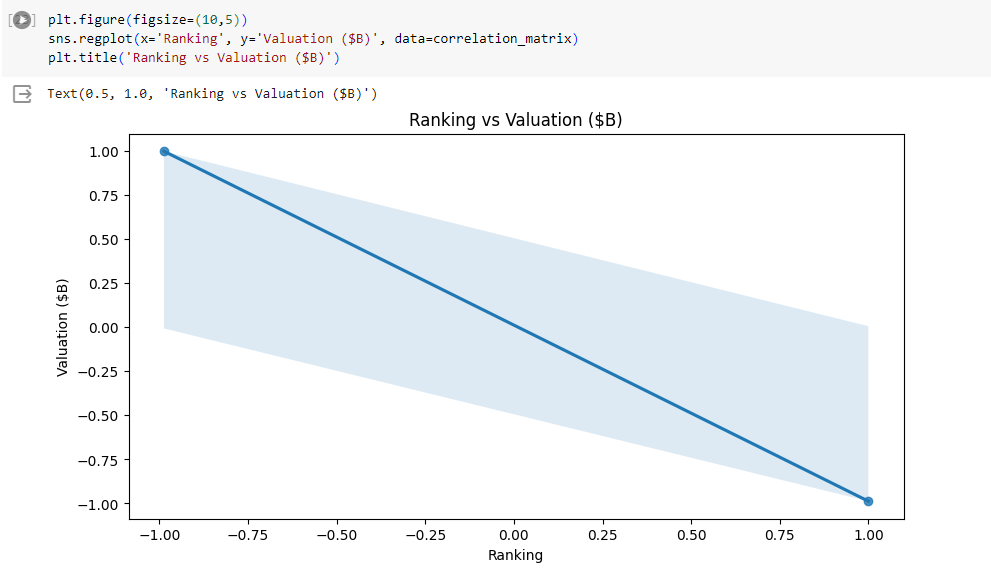 plt.figure(figsize=(10,5))
sns.regplot(x='Ranking', y='Valuation ($B)', data=correlation_matrix)
plt.title('Ranking vs Valuation ($B)')
Text(0.5, 1.0, 'Ranking vs Valuation ($B)')
Ranking vs Valuation ($B)
1.00
0.75
0.50
0.25
0.00
−0.25
−0.50
−0.75
−1.00
Valuation ($B)
−1.00 −0.75 −0.50 −0.25 0.00 0.25 0.50 0.75 1.00
Ranking